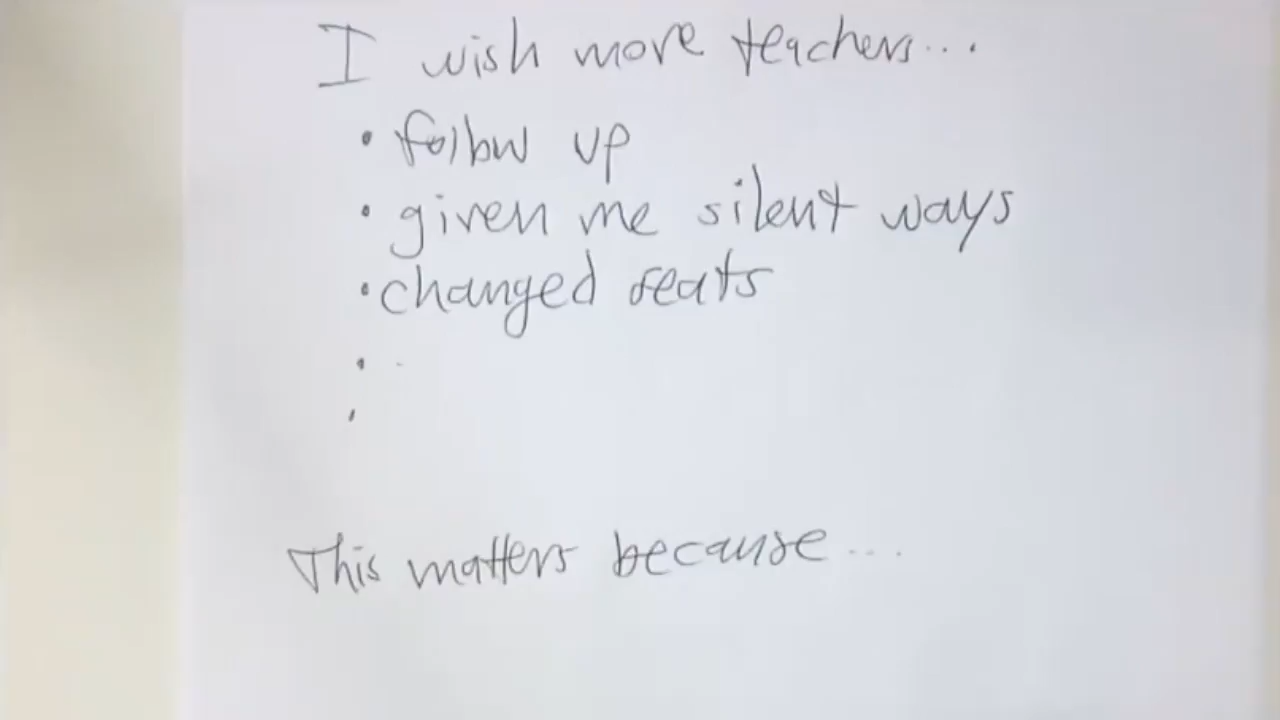 I wish more teachers...
• follow up
• given me silent ways
• changed seats
•
•
This matters because...